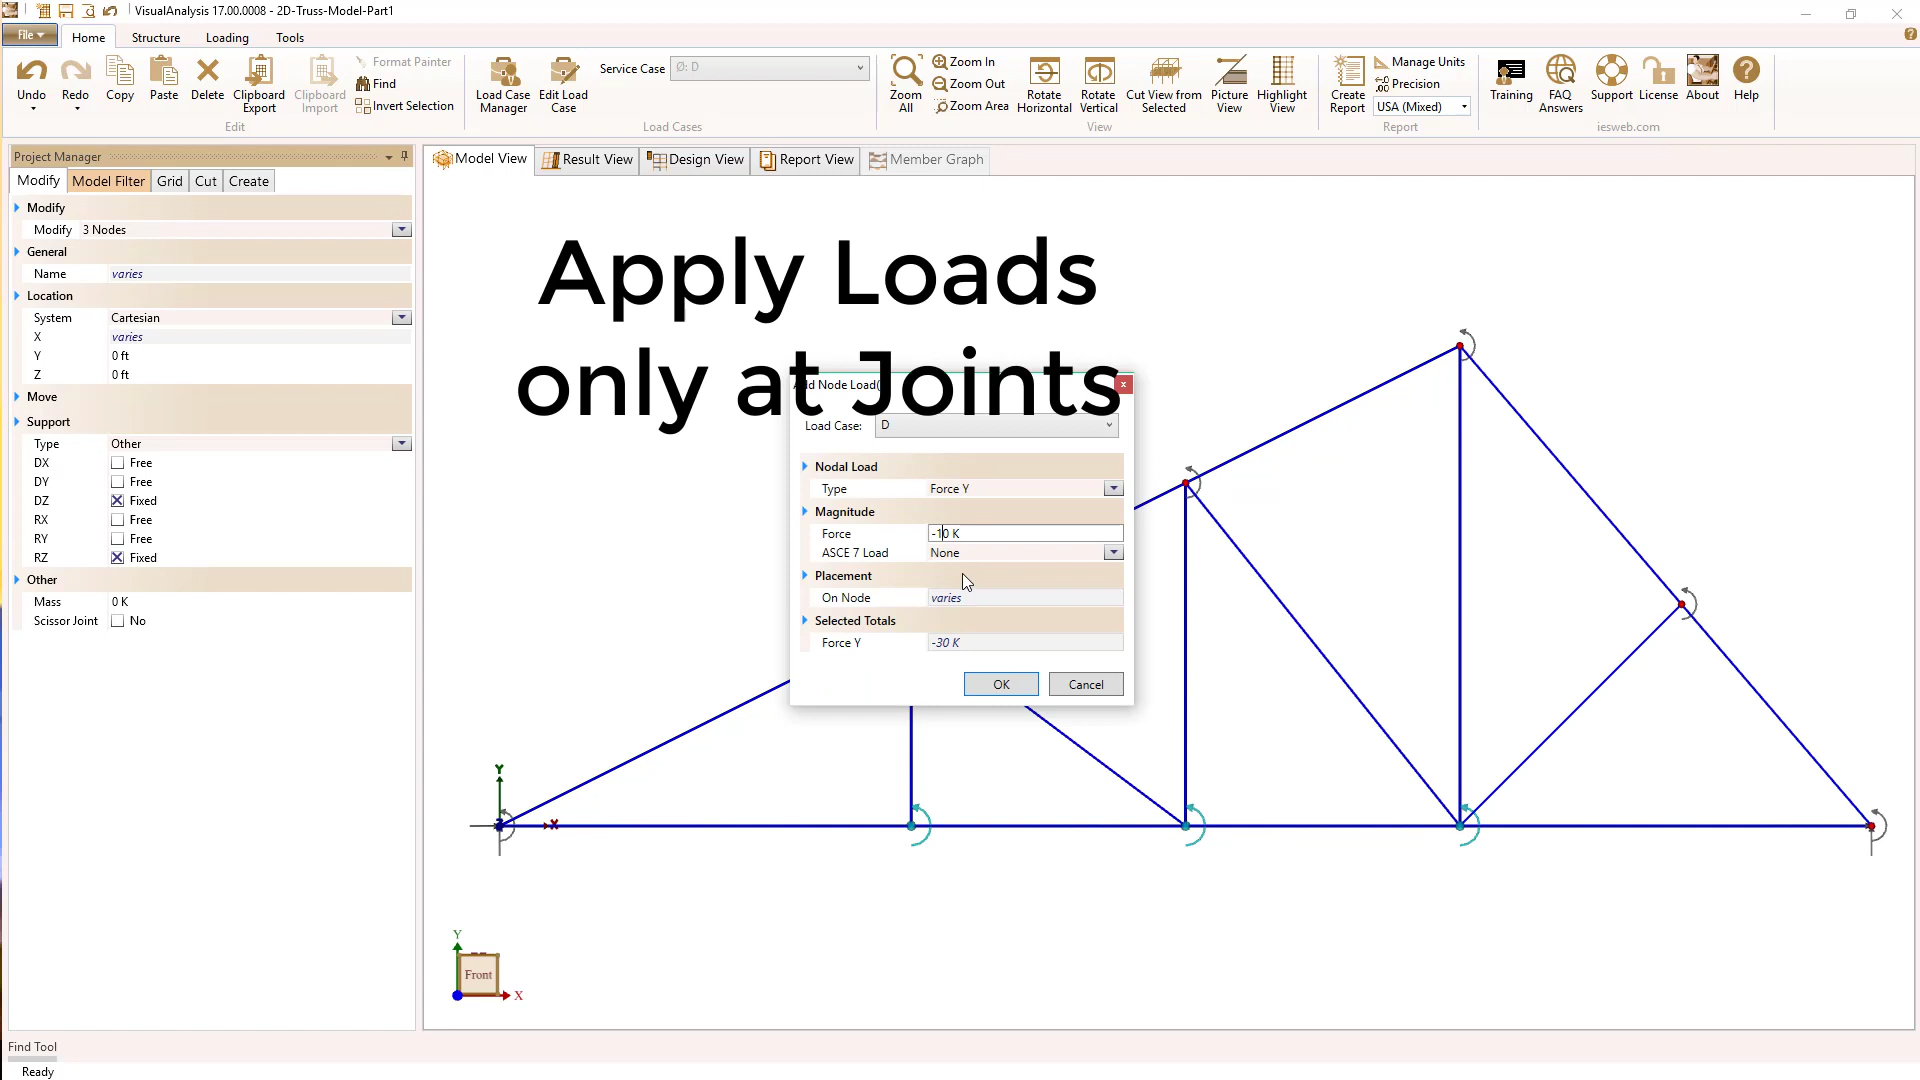 VisualAnalysis 17.00.0008 - 2D-Truss-Model-Part1
File
Home
Structure
Loading
Tools
Undo
Redo
Copy
Paste
Delete
Clipboard Export
Clipboard Import
Format Painter
Find
Invert Selection
Edit
Load Case Manager
Edit Load Case
Service Case
Ø: D
Load Cases
Zoom All
Zoom In
Zoom Out
Zoom Area
Rotate Horizontal
Rotate Vertical
Cut View from Selected
Picture View
Highlight View
View
Create Report
Manage Units
Precision
USA (Mixed)
Report
Training
FAQ Answers
Support
License
About
Help
iesweb.com
Project Manager
Modify
Model Filter
Grid
Cut
Create
Modify
Modify 3 Nodes
General
Name varies
Location
System Cartesian
X varies
Y 0 ft
Z 0 ft
Move
Support
Type Other
DX Free
DY Free
DZ Fixed
RX Free
RY Free
RZ Fixed
Other
Mass 0 K
Scissor Joint No
Model View
Result View
Design View
Report View
Member Graph
Apply Loads
only at Joints
Node Load(
Load Case: D
Nodal Load
Type Force Y
Magnitude
Force -10 K
ASCE 7 Load None
Placement
On Node varies
Selected Totals
Force Y -30 K
OK
Cancel
Y
X
Y
Front
X
Find Tool
Ready